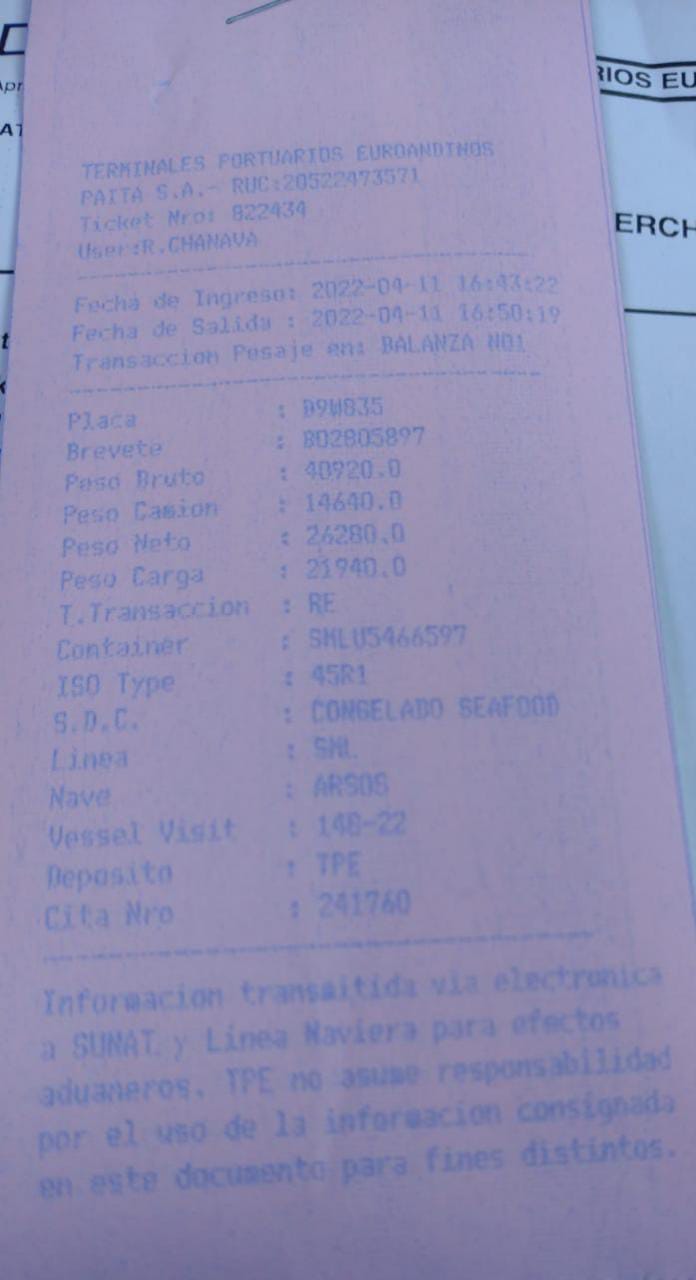 TERMINALES PORTUARIOS EUROANDINOS
PAITA S.A.- RUC:20522473571
Ticket Nro: 822434
User:R.CHANAVA
Fecha de Ingreso: 2022-04-11 16:43:22
Fecha de Salida : 2022-04-11 16:50:19
Transaccion Pesaje en: BALANZA N01
Placa : D9W835
Brevete : B02805897
Peso Bruto : 40920.0
Peso Camion : 14640.0
Peso Neto : 26280.0
Peso Carga : 21940.0
T.Transaccion : RE
Container : SMLU5466597
ISO Type : 45R1
S.D.C. : CONGELADO SEAFOOD
Linea : SML
Nave : ARSOS
Vessel Visit : 148-22
Deposito : TPE
Cita Nro : 241760
Informacion transmitida via electronica
a SUNAT y Linea Naviera para efectos
aduaneros. TPE no asume responsabilidad
por el uso de la informacion consignada
en este documento para fines distintos.
RIOS EU
ERCH